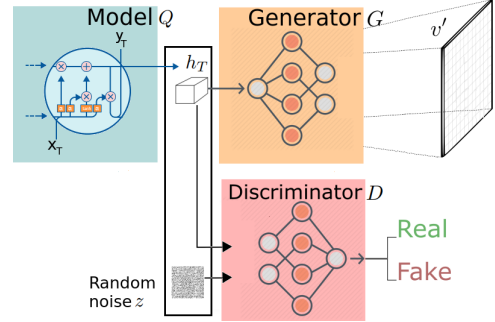 Model Q
y_T
x_T
h_T
Generator G
v′
Discriminator D
Real
Fake
Random
noise z